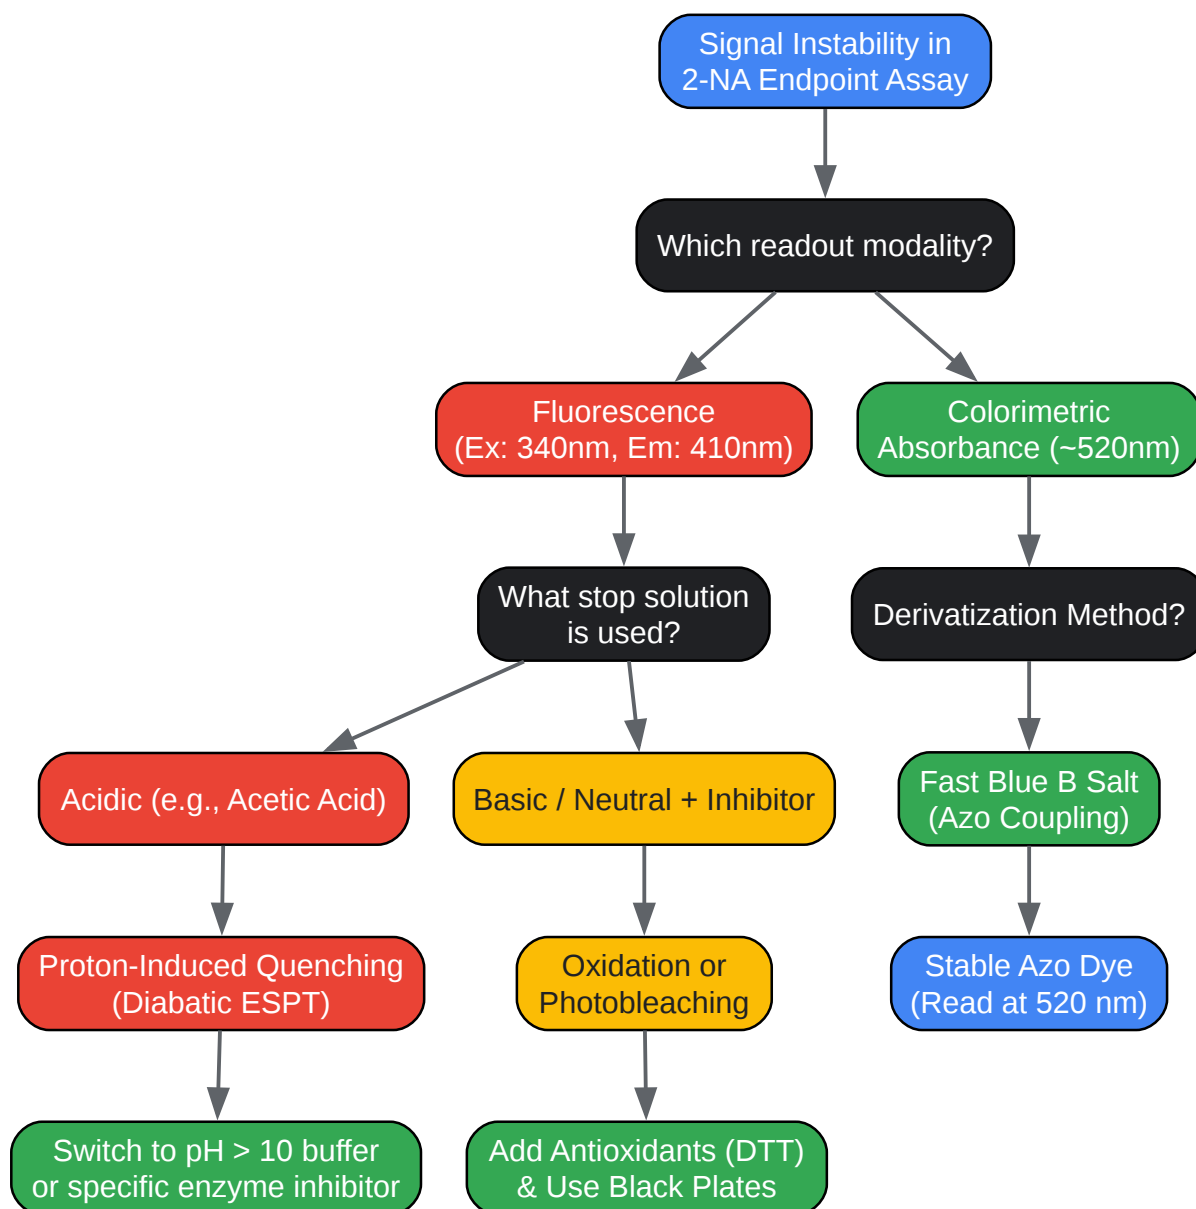 Signal Instability in
2-NA Endpoint Assay
Which readout modality?
Fluorescence
(Ex: 340nm, Em: 410nm)
Colorimetric
Absorbance (~520nm)
What stop solution
is used?
Derivatization Method?
Acidic (e.g., Acetic Acid)
Basic / Neutral + Inhibitor
Fast Blue B Salt
(Azo Coupling)
Proton-Induced Quenching
(Diabatic ESPT)
Oxidation or
Photobleaching
Stable Azo Dye
(Read at 520 nm)
Switch to pH > 10 buffer
or specific enzyme inhibitor
Add Antioxidants (DTT)
& Use Black Plates